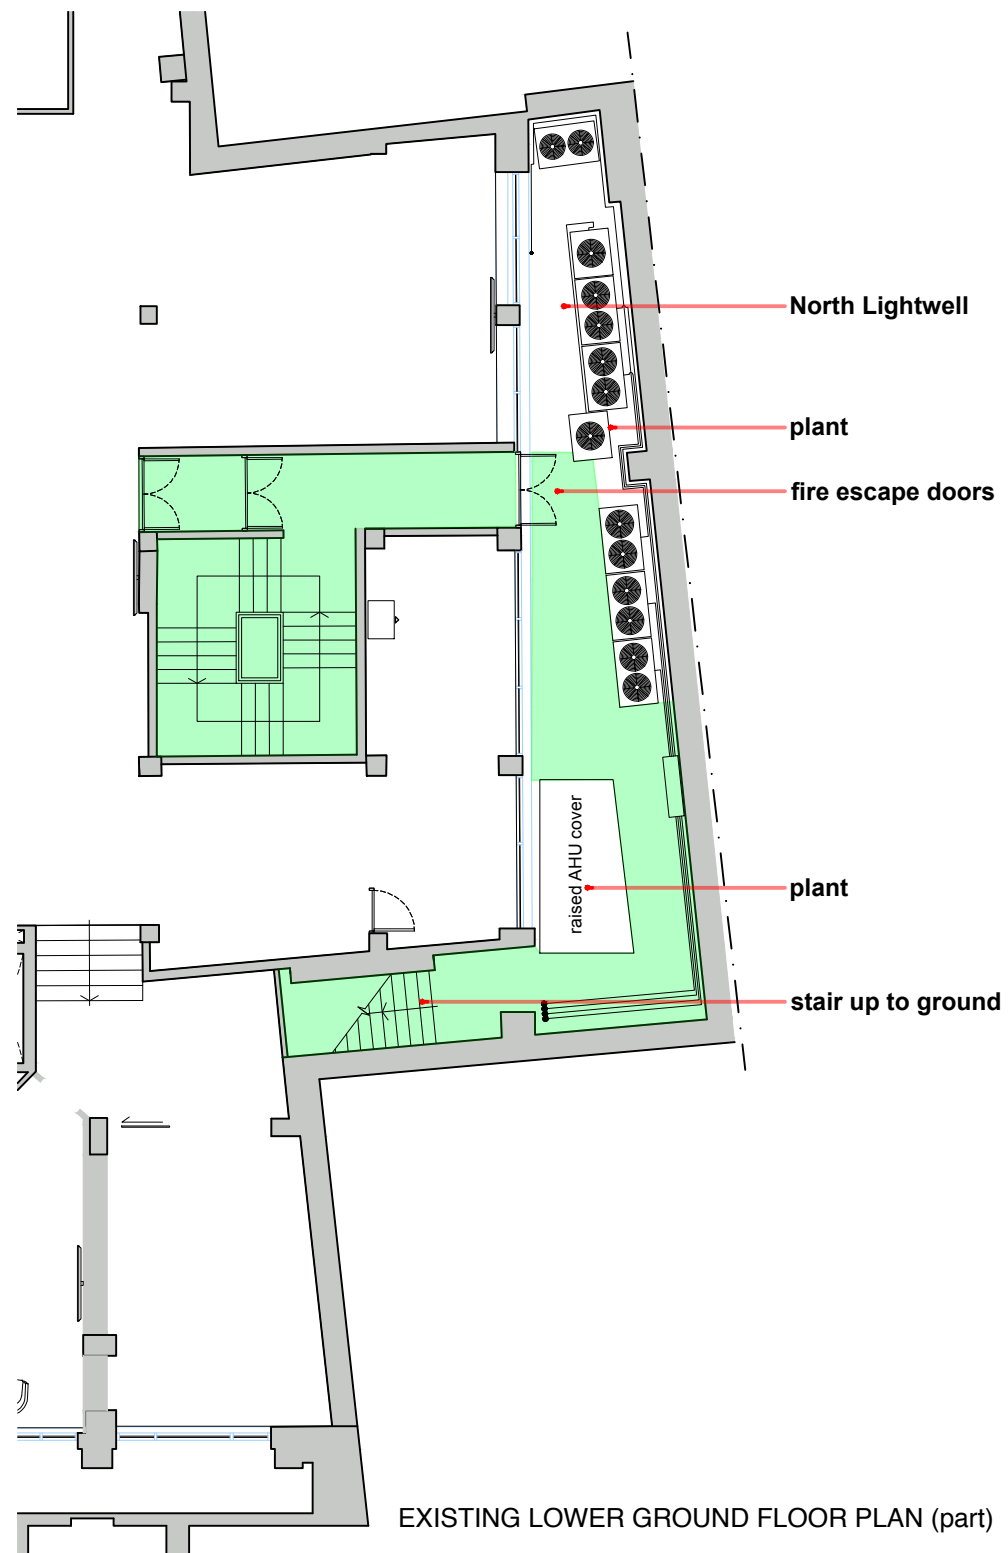 North Lightwell
plant
fire escape doors
raised AHU cover
plant
stair up to ground
EXISTING LOWER GROUND FLOOR PLAN (part)